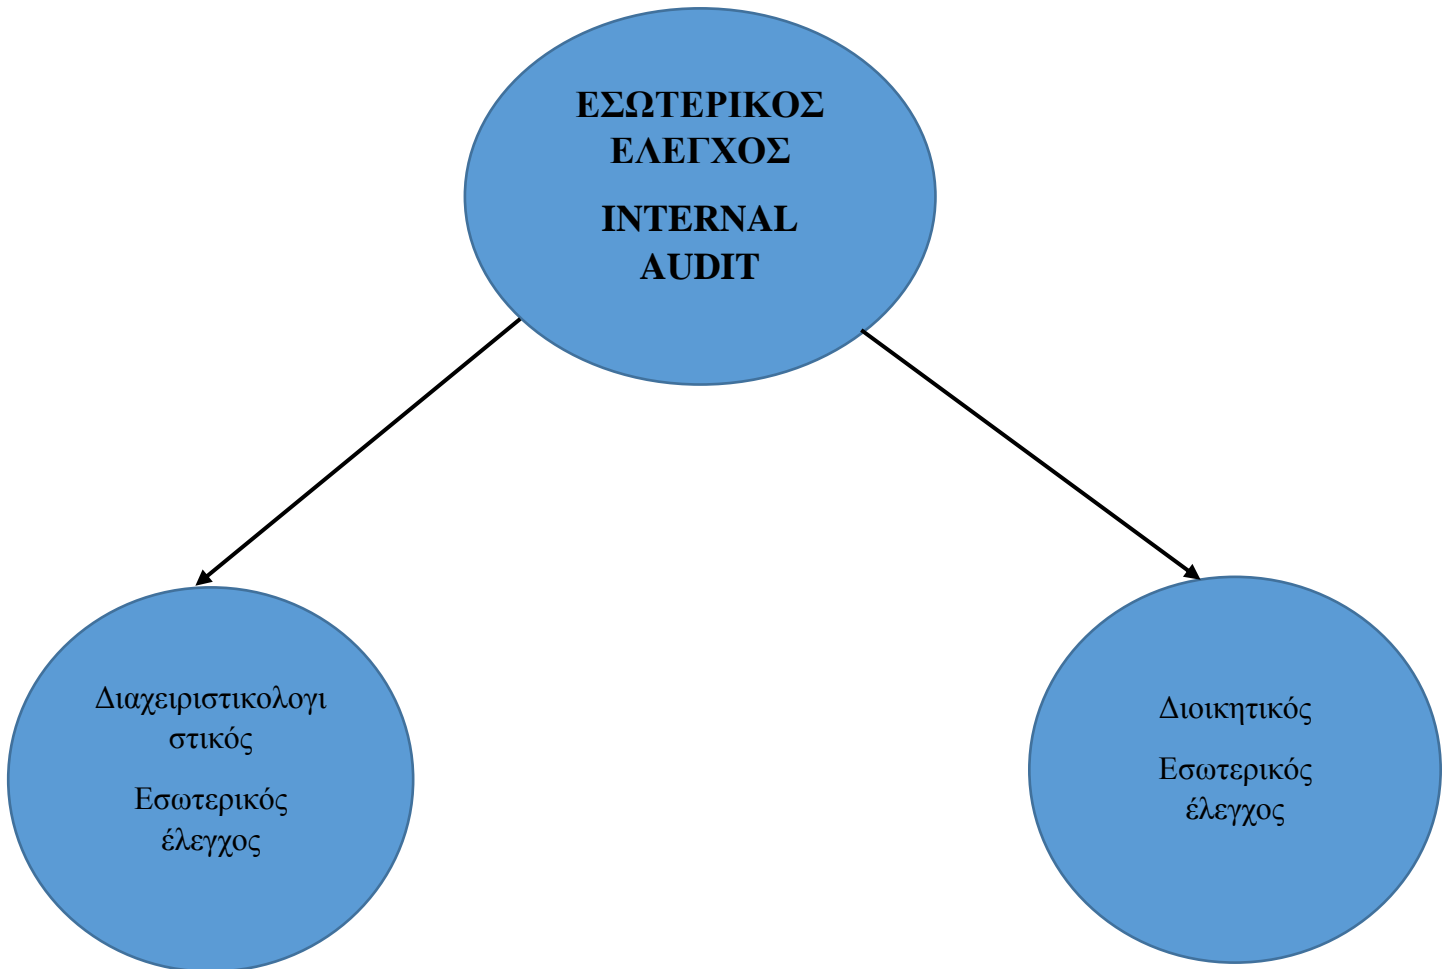 ΕΣΩΤΕΡΙΚΟΣ
ΕΛΕΓΧΟΣ
INTERNAL
AUDIT
Διαχειριστικολογι
στικός
Εσωτερικός
έλεγχος
Διοικητικός
Εσωτερικός
έλεγχος